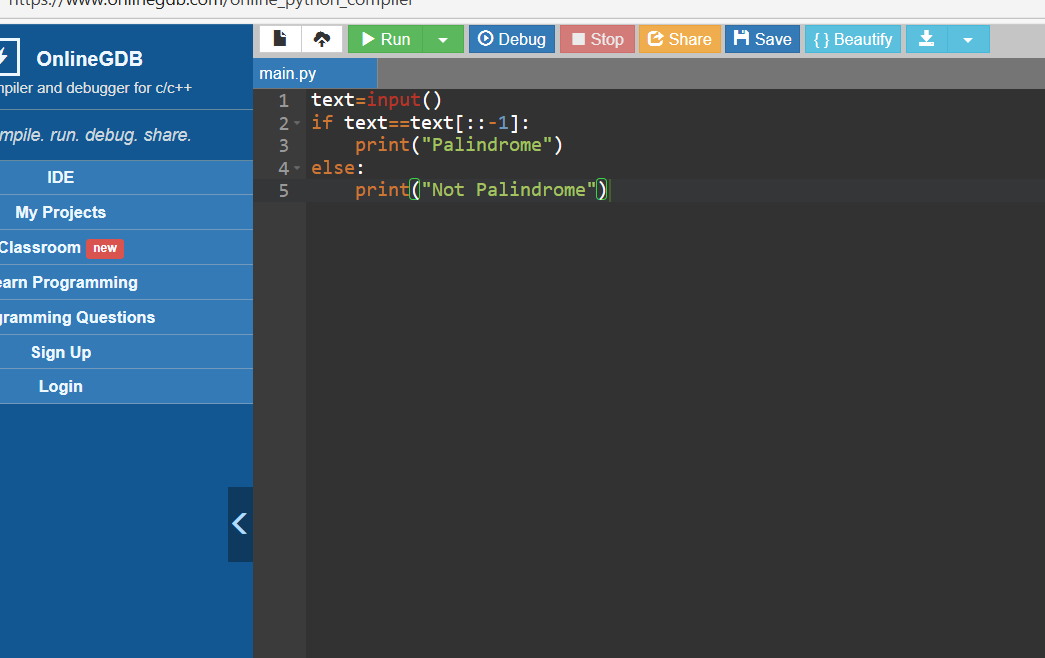 https://www.onlinegdb.com/online_python_compiler
OnlineGDB
mpiler and debugger for c/c++
mpile. run. debug. share.
IDE
My Projects
Classroom new
earn Programming
gramming Questions
Sign Up
Login
Run Debug Stop Share Save { } Beautify
main.py
1 text=input()
2 if text==text[::-1]:
3 print("Palindrome")
4 else:
5 print("Not Palindrome")